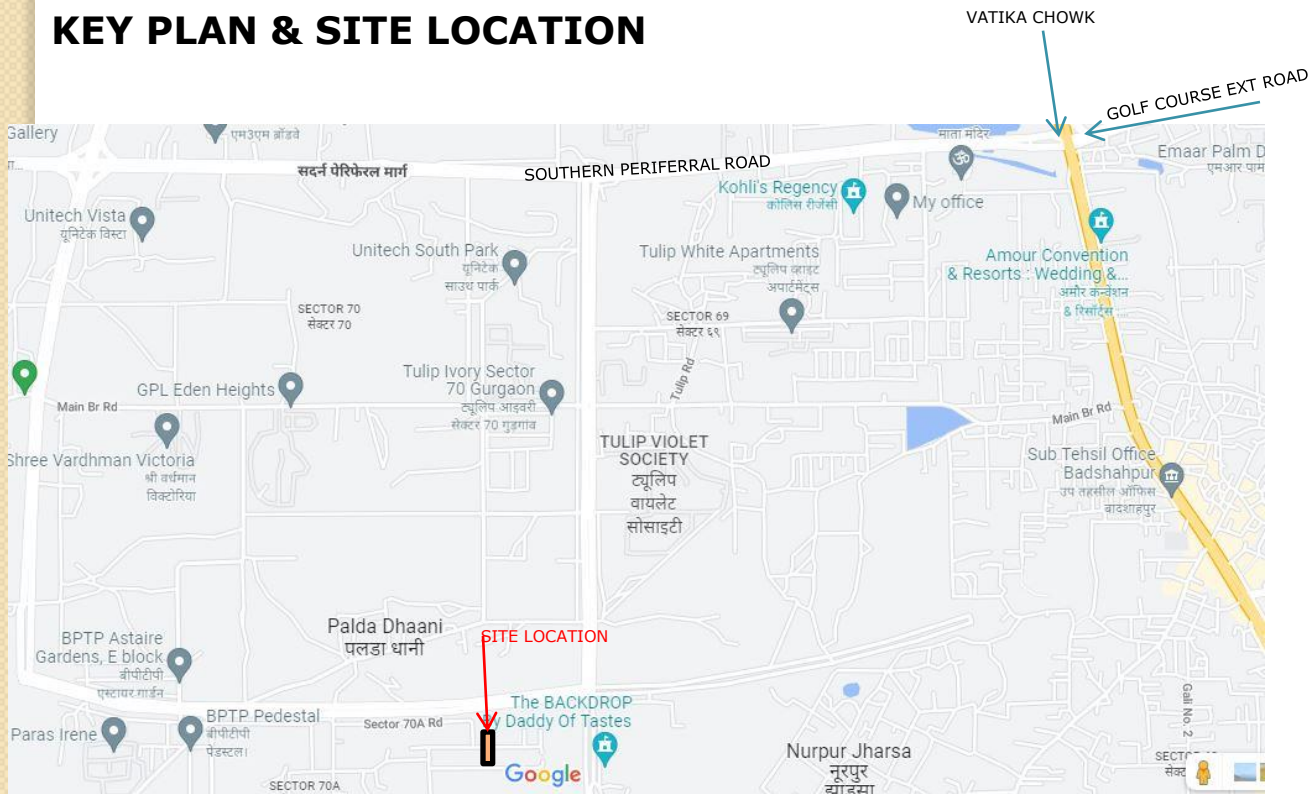 KEY PLAN & SITE LOCATION
VATIKA CHOWK
GOLF COURSE EXT ROAD
Gallery
एम3एम ब्रॉडवे
सदर्न पेरिफेरल मार्ग
SOUTHERN PERIFERRAL ROAD
माता मंदिर
Emaar Palm D
एमआर पाम
Kohli's Regency
कोलिस रीजेंसी
My office
Unitech Vista
यूनिटेक विस्टा
Unitech South Park
यूनिटेक
साउथ पार्क
Tulip White Apartments
ट्यूलिप व्हाइट
अपार्टमेंट्स
Amour Convention
& Resorts : Wedding &...
अमोर कन्वेंशन
& रिसॉर्ट्स ...
SECTOR 70
सेक्टर 70
SECTOR 69
सेक्टर ६९
Tulip Rd
GPL Eden Heights
Tulip Ivory Sector
70 Gurgaon
ट्यूलिप आइवरी
सेक्टर 70 गुड़गांव
Main Br Rd
Main Br Rd
Shree Vardhman Victoria
श्री वर्धमान
विक्टोरिया
TULIP VIOLET
SOCIETY
ट्यूलिप
वायलेट
सोसाइटी
Sub Tehsil Office
Badshahpur
उप तहसील ऑफिस
बादशाहपुर
Palda Dhaani
पलडा धानी
SITE LOCATION
BPTP Astaire
Gardens, E block
बीपीटीपी
एस्टायर गार्डन
The BACKDROP
By Daddy Of Tastes
BPTP Pedestal
बीपीटीपी
पेडस्टल।
Sector 70A Rd
Paras Irene
Gali No. 2
Nurpur Jharsa
नूरपुर
झाड़सा
Google
SECTOR 70A